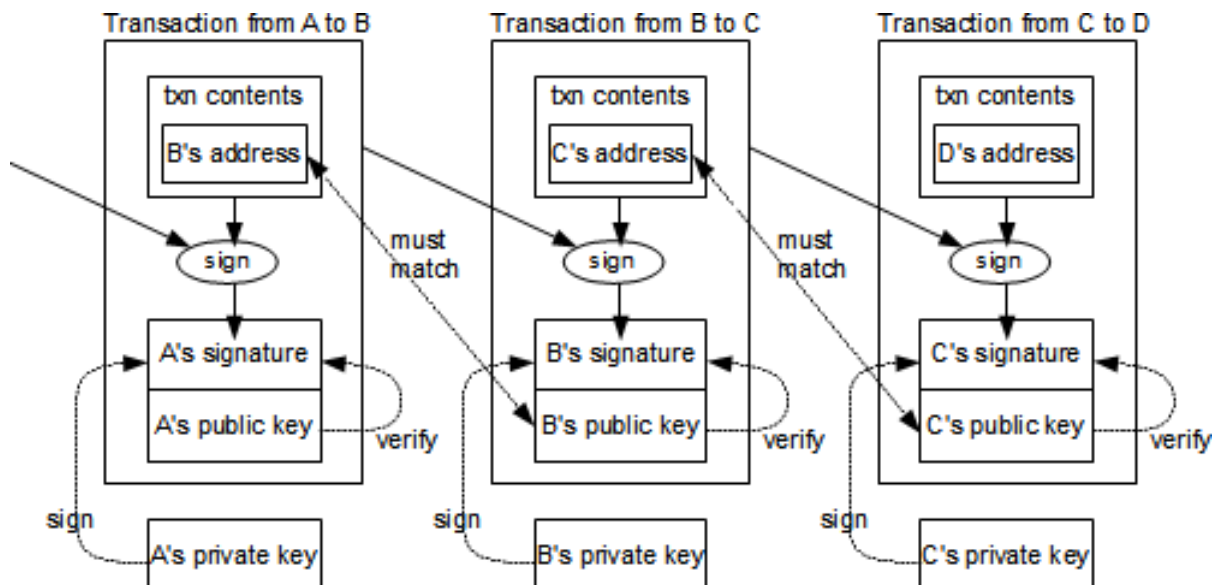 Transaction from A to B
txn contents
B's address
sign
A's signature
A's public key
verify
sign
A's private key
must
match
Transaction from B to C
txn contents
C's address
sign
B's signature
B's public key
verify
sign
B's private key
must
match
Transaction from C to D
txn contents
D's address
sign
C's signature
C's public key
verify
sign
C's private key